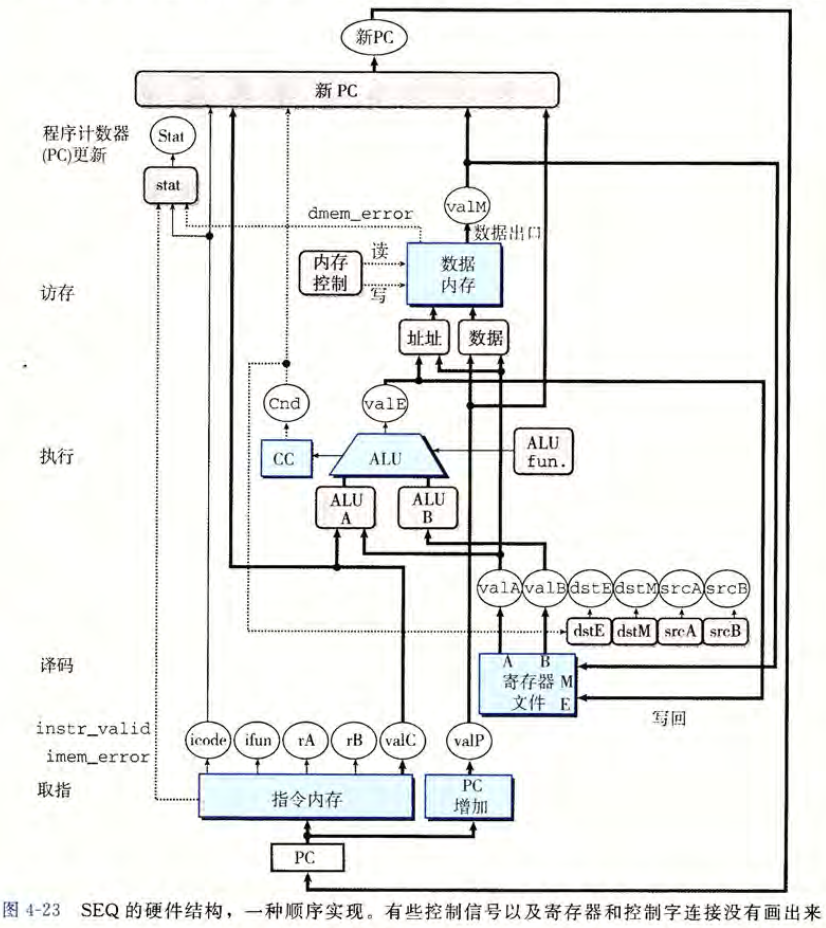 新PC
新 PC
程序计数器
(PC)更新
Stat
stat
dmem_error
valM
数据出口
内存
控制
读
写
数据
内存
访存
址址
数据
Cnd
valE
执行
CC
ALU
ALU
fun.
ALU
A
ALU
B
valA
valB
dstE
dstM
srcA
srcB
dstE
dstM
srcA
srcB
译码
A
B
寄存器
文件
M
E
写回
instr_valid
imem_error
取指
icode
ifun
rA
rB
valC
valP
指令内存
PC
增加
PC
图 4-23 SEQ 的硬件结构，一种顺序实现。有些控制信号以及寄存器和控制字连接没有画出来